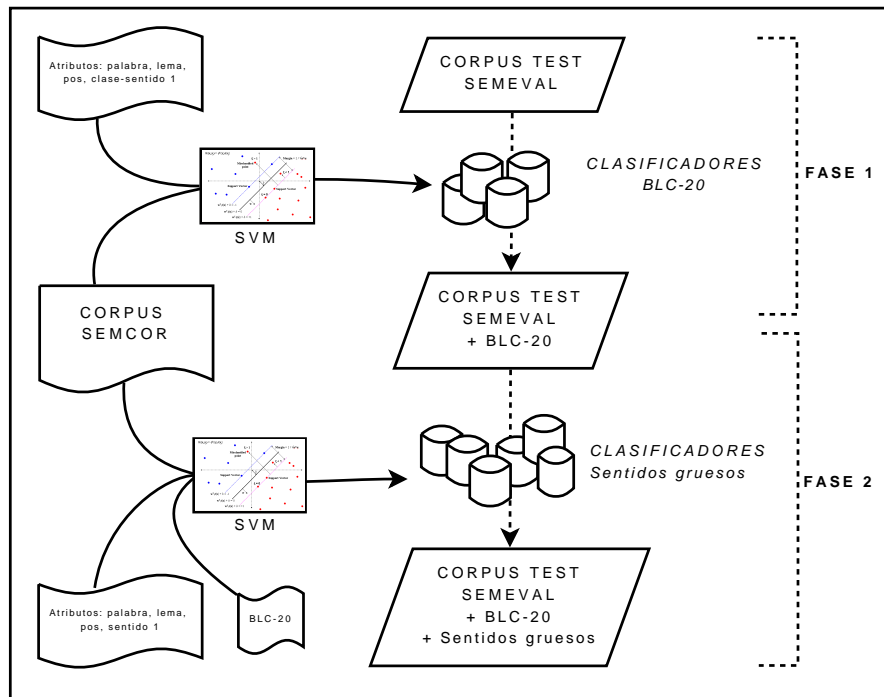 Atributos: palabra, lema,
pos, clase-sentido 1
CORPUS TEST
SEMEVAL
CLASIFICADORES
BLC-20
FASE 1
SVM
CORPUS
SEMCOR
CORPUS TEST
SEMEVAL
+ BLC-20
CLASIFICADORES
Sentidos gruesos
FASE 2
SVM
Atributos: palabra, lema,
pos, sentido 1
BLC-20
CORPUS TEST
SEMEVAL
+ BLC-20
+ Sentidos gruesos